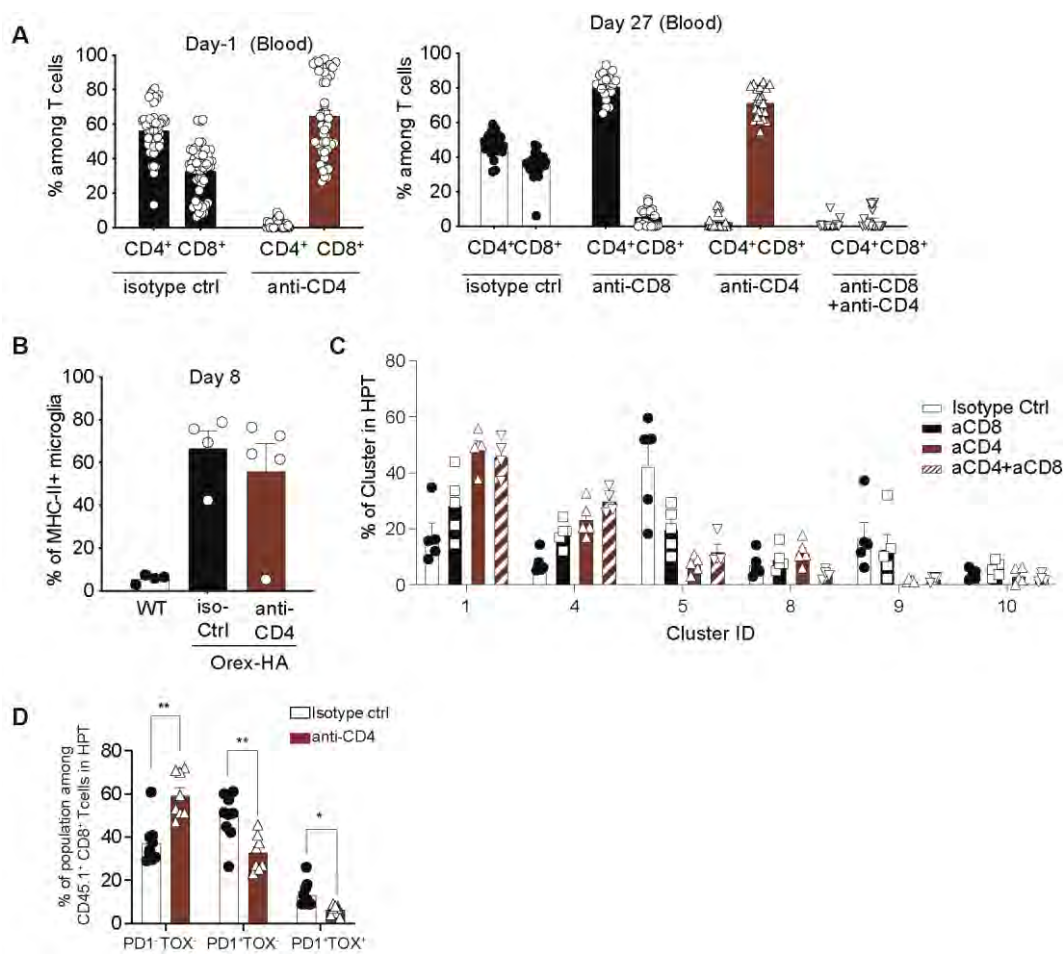 A
Day-1 (Blood)
% among T cells
100
80
60
40
20
0
CD4⁺ CD8⁺ CD4⁺ CD8⁺
isotype ctrl anti-CD4
Day 27 (Blood)
% among T cells
100
80
60
40
20
0
CD4⁺CD8⁺ CD4⁺CD8⁺ CD4⁺CD8⁺ CD4⁺CD8⁺
isotype ctrl anti-CD8 anti-CD4 anti-CD8
+anti-CD4
B
Day 8
% of MHC-II+ microglia
100
80
60
40
20
0
WT iso- anti-
Ctrl CD4
Orex-HA
C
% of Cluster in HPT
80
60
40
20
0
1 4 5 8 9 10
Cluster ID
Isotype Ctrl
aCD8
aCD4
aCD4+aCD8
D
Isotype ctrl
anti-CD4
% of population among
CD45.1⁺ CD8⁺ Tcells in HPT
80
60
40
20
0
** ** *
PD1⁻TOX⁻ PD1⁺TOX⁻ PD1⁺TOX⁺